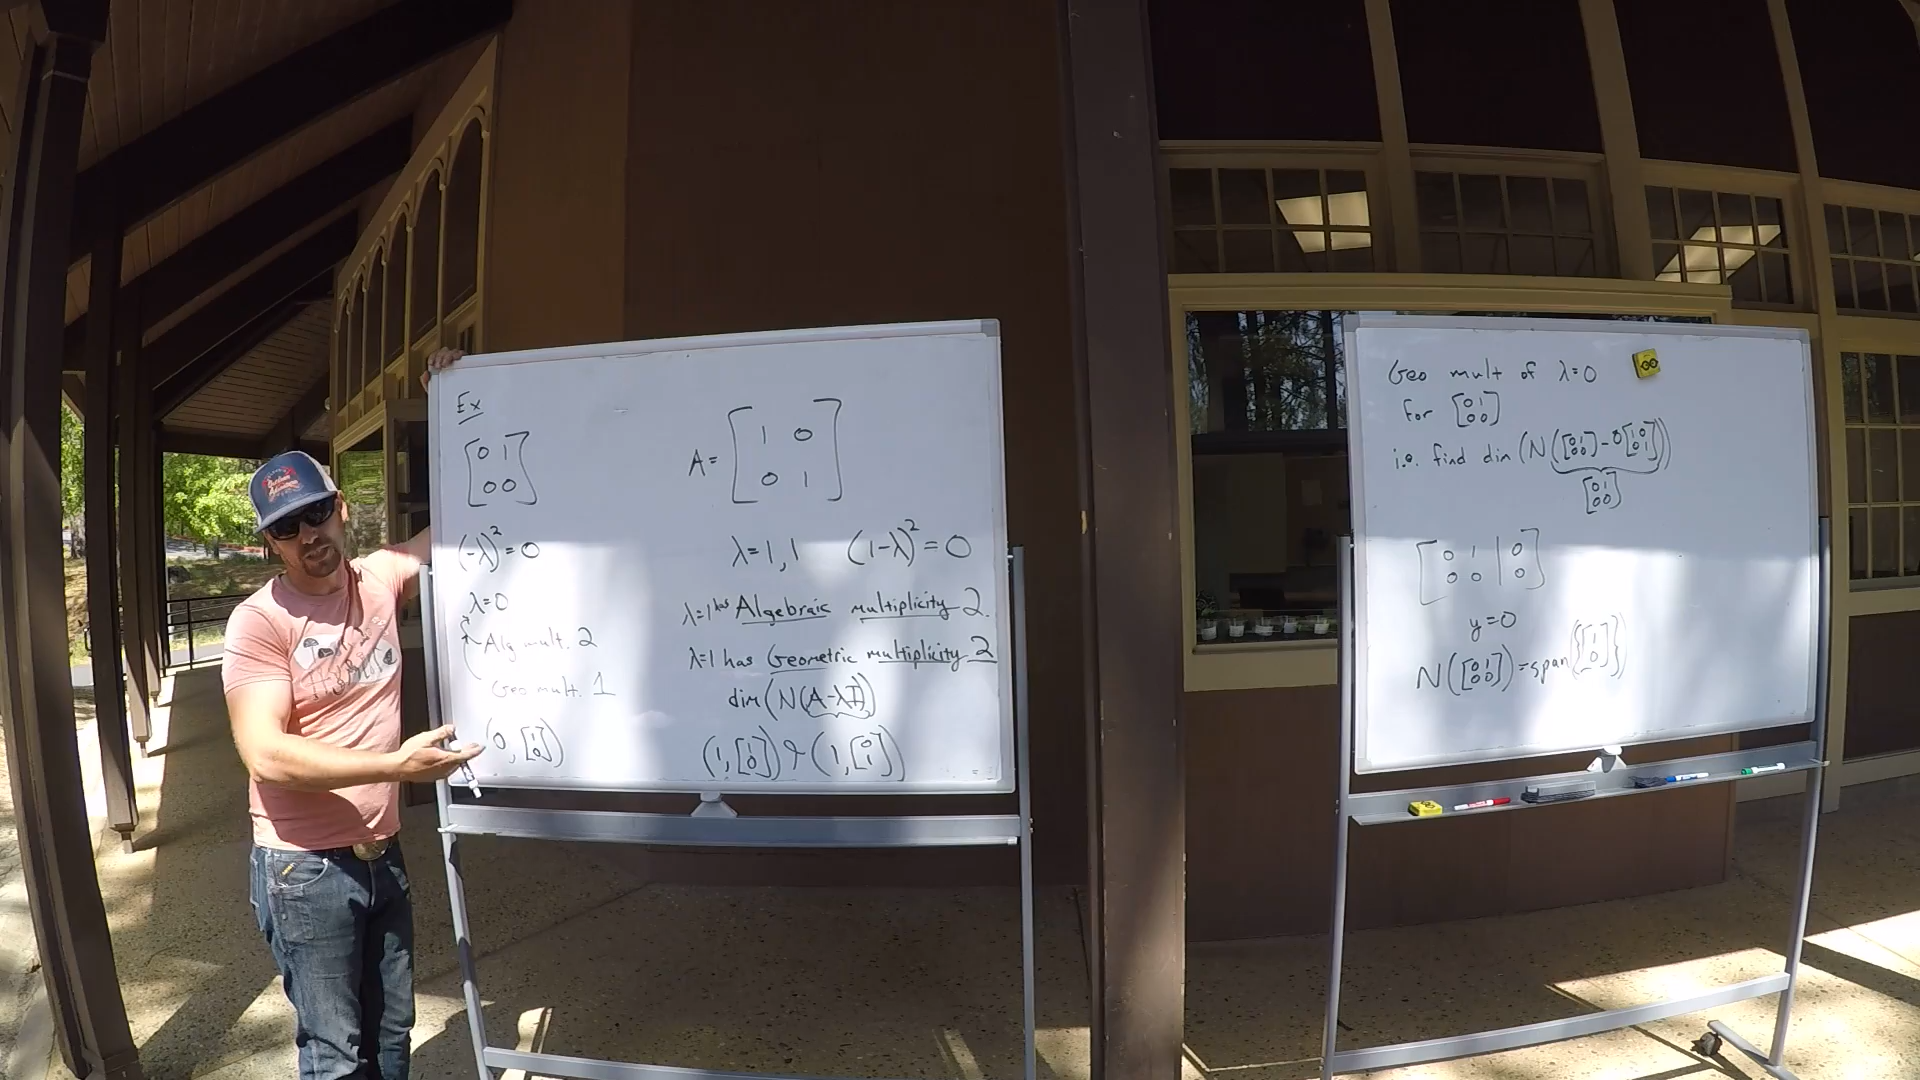 Ex
[0 1
0 0]
(-λ)² = 0
λ=0
Alg mult. 2
Geo mult. 1
(0, [1
0])
A = [1 0
0 1]
λ=1,1 (1-λ)² = 0
λ=1 has Algebraic multiplicity 2.
λ=1 has Geometric multiplicity 2
dim(N(A-λI))
(1, [1
0]) & (1, [0
1])
Geo mult of λ=0
for [0 1
0 0]
i.e. find dim(N([0 1
0 0] - 0[1 0
0 1]))
[0 1
0 0]
[0 1 | 0
0 0 | 0]
y=0
N([0 1
0 0]) = span({[1
0]})